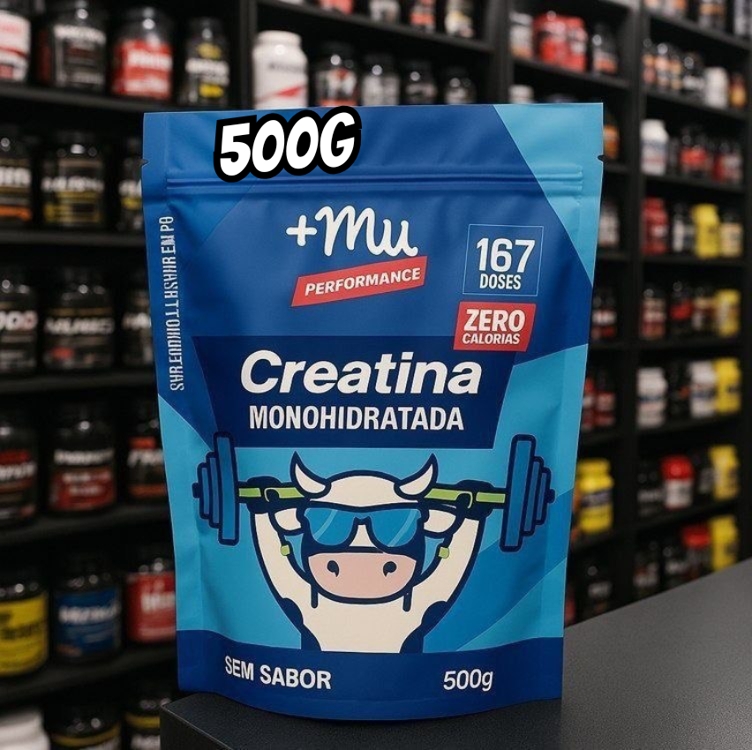 500G
+Mu
PERFORMANCE
167
DOSES
ZERO
CALORIAS
Creatina
MONOHIDRATADA
SEM SABOR
500g